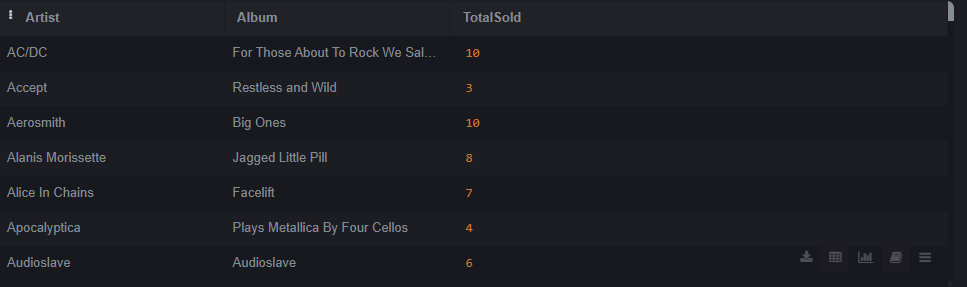 Artist Album TotalSold
AC/DC For Those About To Rock We Sal... 10
Accept Restless and Wild 3
Aerosmith Big Ones 10
Alanis Morissette Jagged Little Pill 8
Alice In Chains Facelift 7
Apocalyptica Plays Metallica By Four Cellos 4
Audioslave Audioslave 6